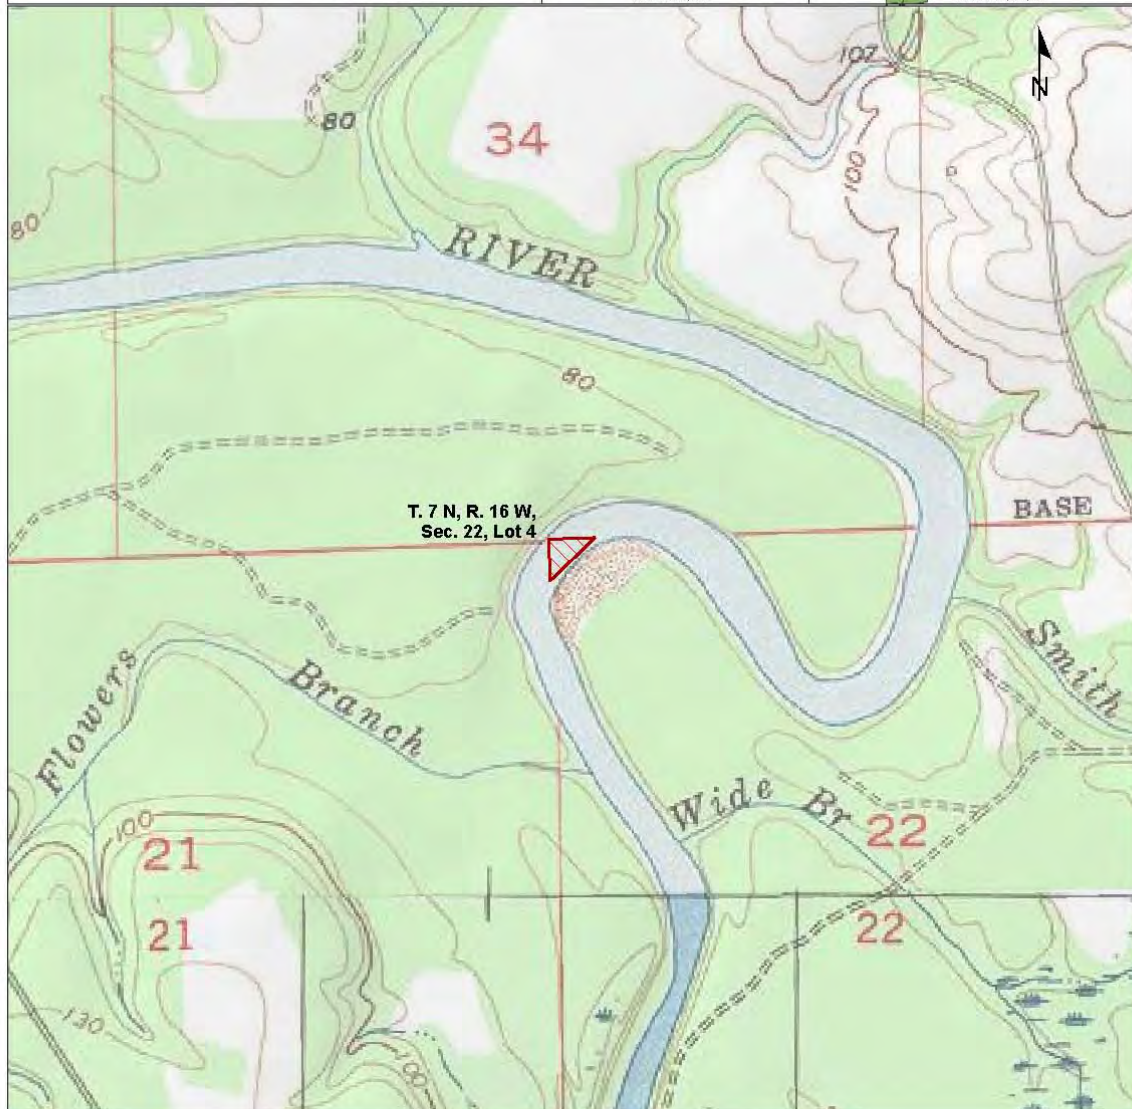 107
N
80
34
100
80
RIVER
80
T. 7 N, R. 16 W,
Sec. 22, Lot 4
BASE
Smith
Flowers
Branch
Wide Br
22
100
21
21
22
130
100